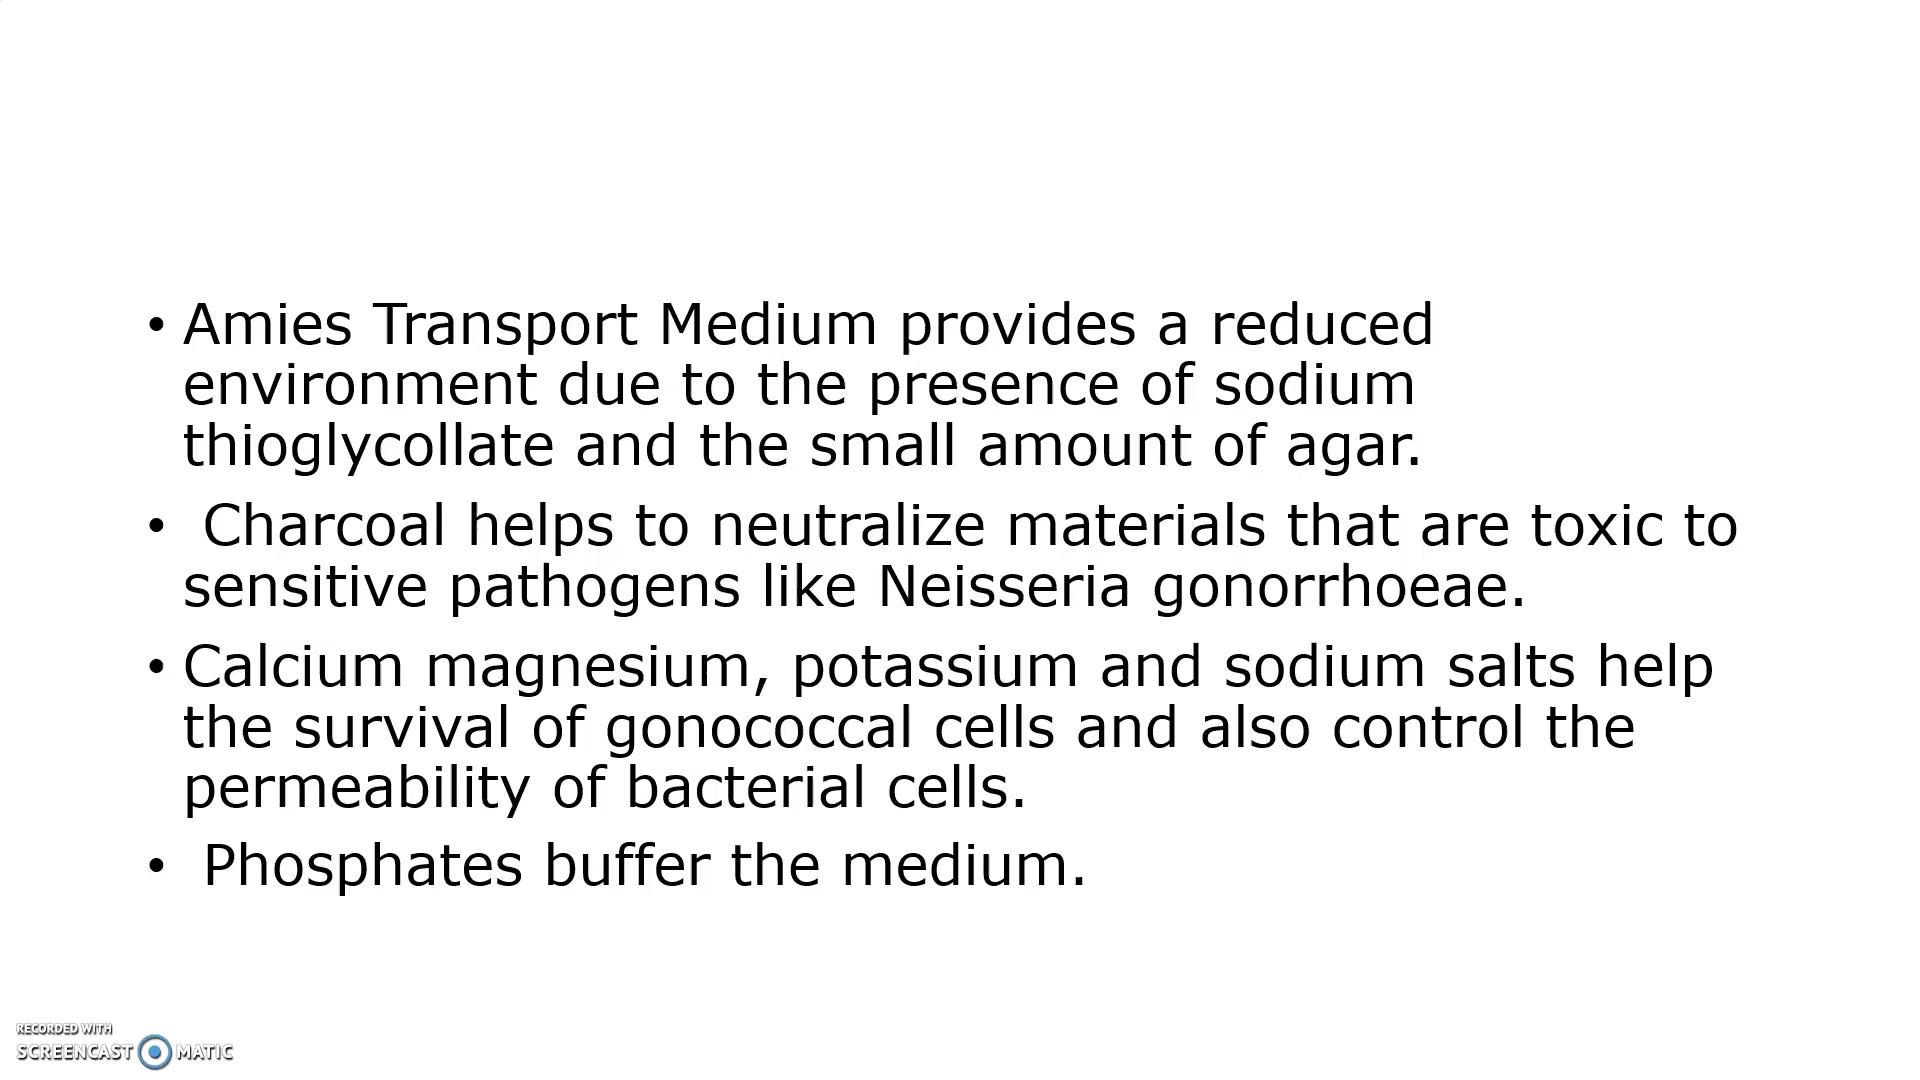 • Amies Transport Medium provides a reduced
environment due to the presence of sodium
thioglycollate and the small amount of agar.
• Charcoal helps to neutralize materials that are toxic to
sensitive pathogens like Neisseria gonorrhoeae.
• Calcium magnesium, potassium and sodium salts help
the survival of gonococcal cells and also control the
permeability of bacterial cells.
• Phosphates buffer the medium.
RECORDED WITH
SCREENCAST MATIC